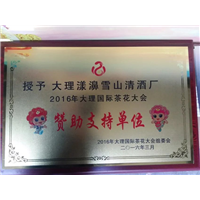 授予 大理漾濞雪山清酒厂
2016年大理国际茶花大会
赞助支持单位
2016年大理国际茶花大会组委会
二〇一六年三月